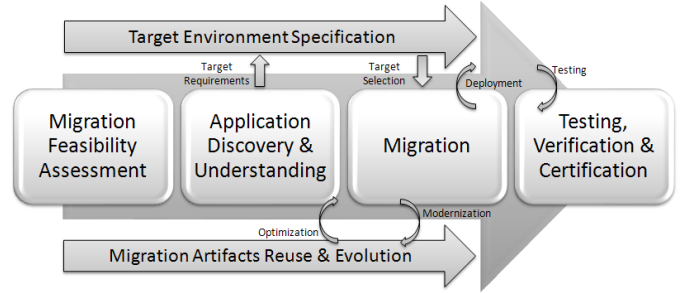 Target Environment Specification
Target
Requirements
Target
Selection
Deployment
Testing
Migration
Feasibility
Assessment
Application
Discovery &
Understanding
Migration
Testing,
Verification &
Certification
Optimization
Modernization
Migration Artifacts Reuse & Evolution